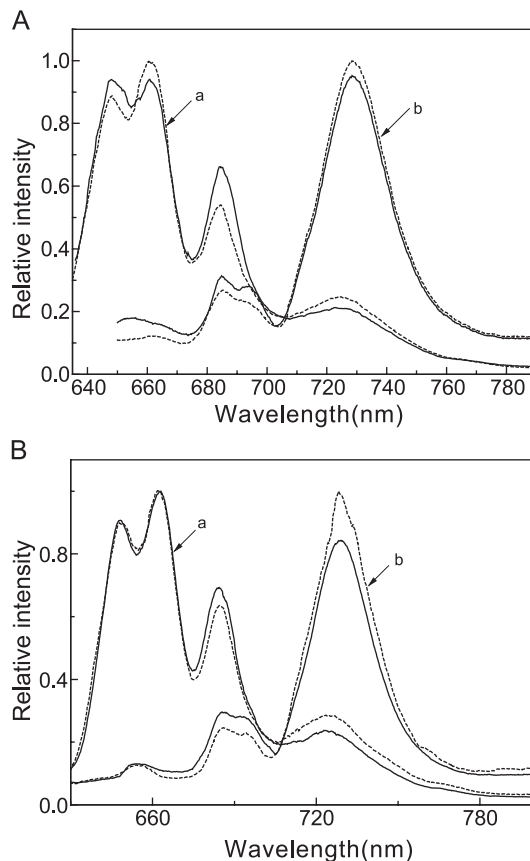 A
1.0
0.8
0.6
0.4
0.2
0.0
Relative intensity
a
b
640 660 680 700 720 740 760 780
Wavelength(nm)
B
0.8
0.4
0.0
Relative intensity
a
b
660 720 780
Wavelength(nm)